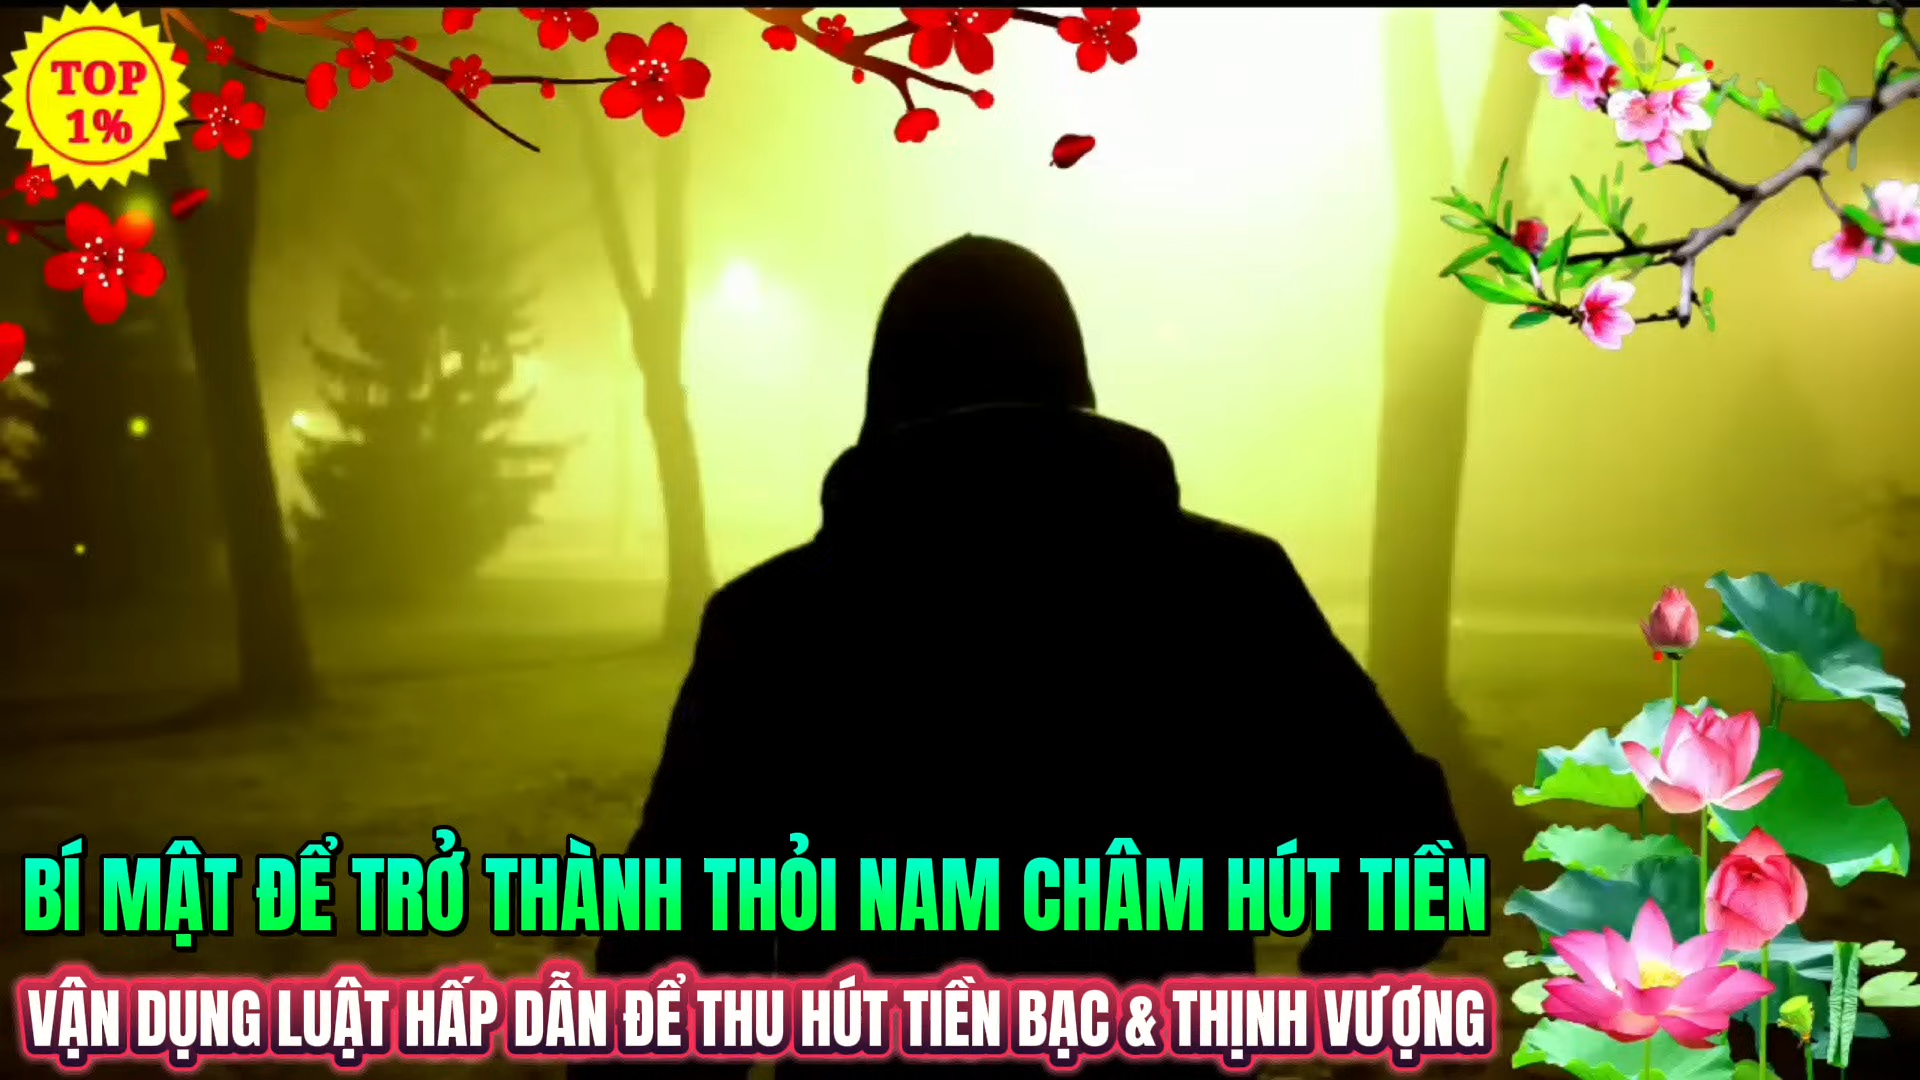 TOP
1%
BÍ MẬT ĐỂ TRỞ THÀNH THỎI NAM CHÂM HÚT TIỀN
VẬN DỤNG LUẬT HẤP DẪN ĐỂ THU HÚT TIỀN BẠC & THỊNH VƯỢNG